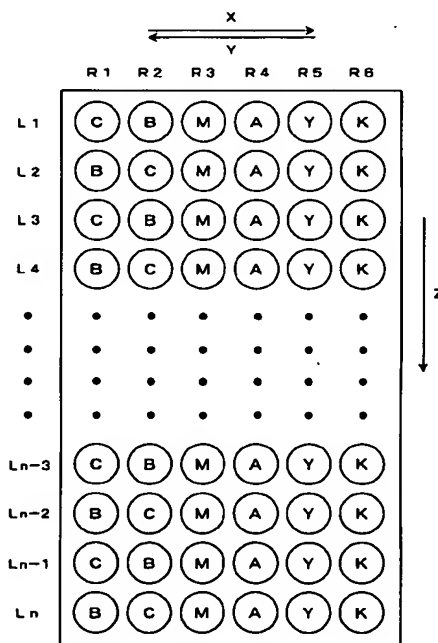 X
Y
R1 R2 R3 R4 R5 R6
L1 C B M A Y K
L2 B C M A Y K
L3 C B M A Y K
L4 B C M A Y K
Z
Ln-3 C B M A Y K
Ln-2 B C M A Y K
Ln-1 C B M A Y K
Ln B C M A Y K